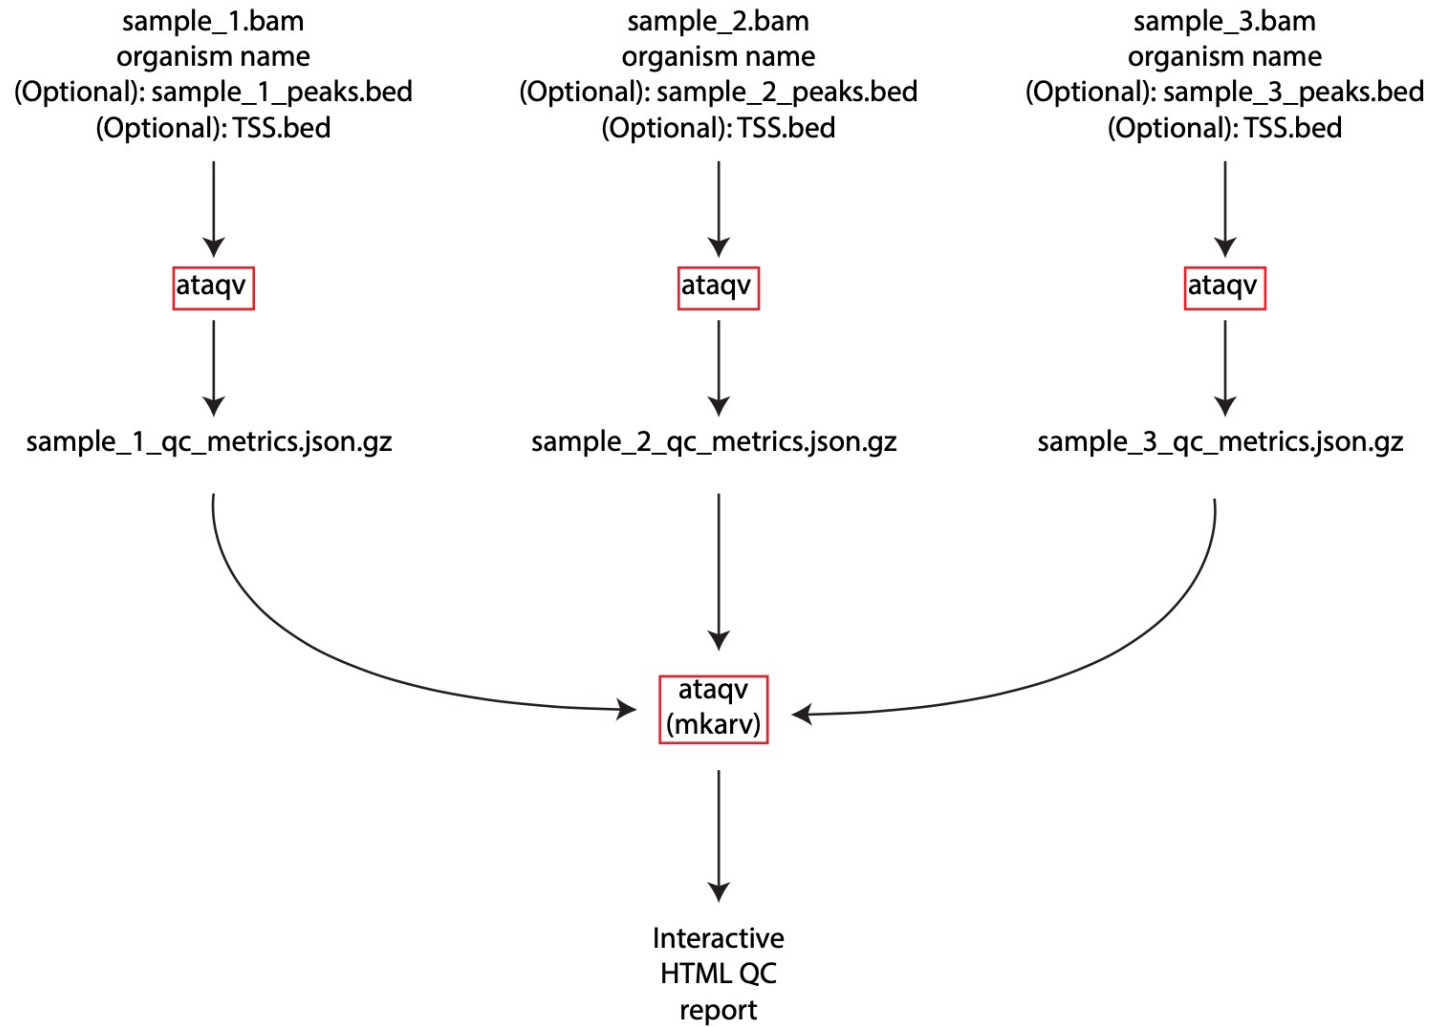 sample_1.bam
organism name
(Optional): sample_1_peaks.bed
(Optional): TSS.bed
sample_2.bam
organism name
(Optional): sample_2_peaks.bed
(Optional): TSS.bed
sample_3.bam
organism name
(Optional): sample_3_peaks.bed
(Optional): TSS.bed
ataqv
ataqv
ataqv
sample_1_qc_metrics.json.gz
sample_2_qc_metrics.json.gz
sample_3_qc_metrics.json.gz
ataqv
(mkarv)
Interactive
HTML QC
report